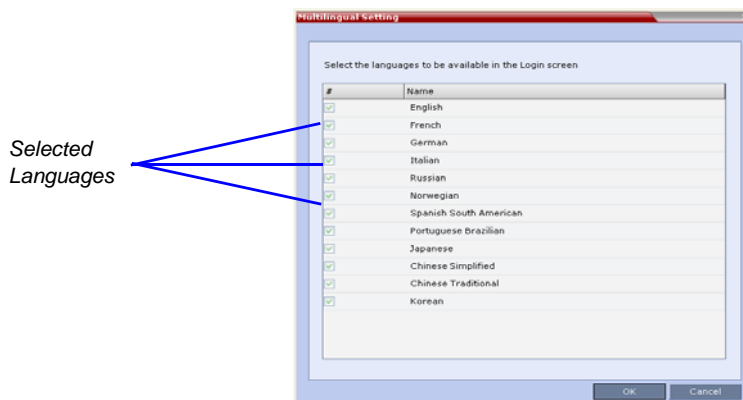 Multilingual Setting
Select the languages to be available in the Login screen
# Name
English
French
German
Italian
Russian
Norwegian
Spanish South American
Portuguese Brazilian
Japanese
Chinese Simplified
Chinese Traditional
Korean
Selected
Languages
OK Cancel